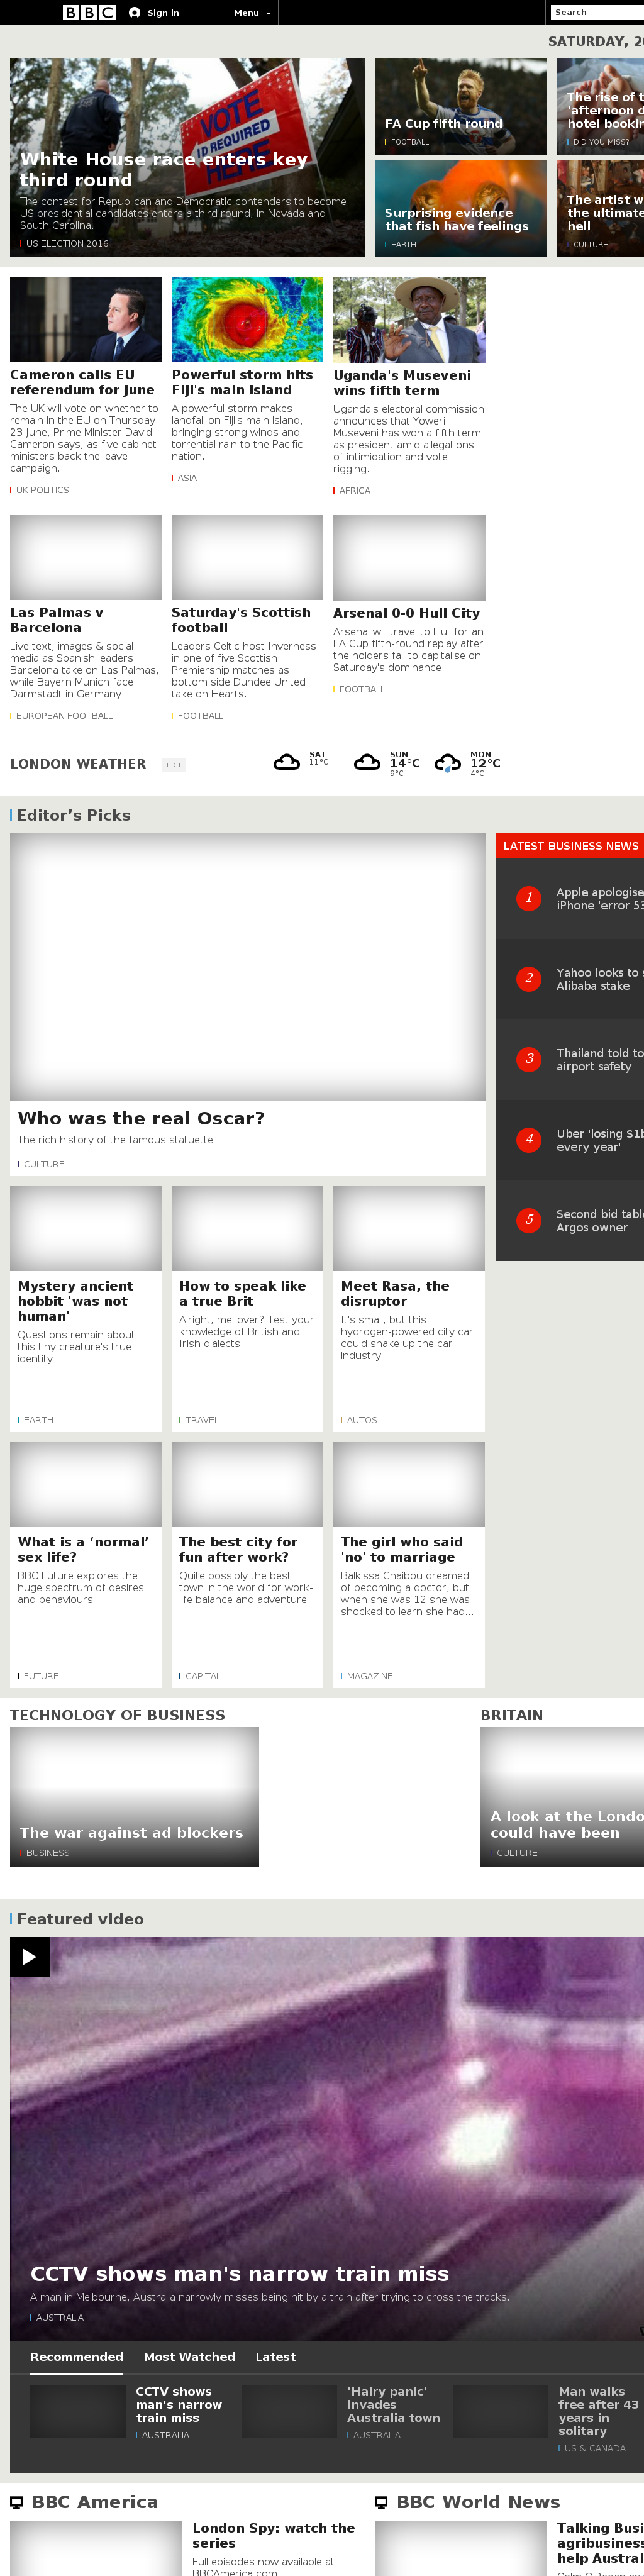 BBC
Sign in
Menu
Search
SATURDAY,
VOTE
ID REQUIRED
HERE
White House race enters key
third round
The contest for Republican and Democratic contenders to become
US presidential candidates enters a third round, in Nevada and
South Carolina.
US ELECTION 2016
FA Cup fifth round
FOOTBALL
The rise of
'afternoon
hotel
DID YOU MISS?
Surprising evidence
that fish have feelings
EARTH
The artist
the ultimate
hell
CULTURE
Cameron calls EU
referendum for June
The UK will vote on whether to
remain in the EU on Thursday
23 June, Prime Minister David
Cameron says, as five cabinet
ministers back the leave
campaign.
UK POLITICS
Powerful storm hits
Fiji's main island
A powerful storm makes
landfall on Fiji's main island,
bringing strong winds and
torrential rain to the Pacific
nation.
ASIA
Uganda's Museveni
wins fifth term
Uganda's electoral commission
announces that Yoweri
Museveni has won a fifth term
as president amid allegations
of intimidation and vote
rigging.
AFRICA
Las Palmas v
Barcelona
Live text, images & social
media as Spanish leaders
Barcelona take on Las Palmas,
while Bayern Munich face
Darmstadt in Germany.
EUROPEAN FOOTBALL
Saturday's Scottish
football
Leaders Celtic host Inverness
in one of five Scottish
Premiership matches as
bottom side Dundee United
take on Hearts.
FOOTBALL
Arsenal 0-0 Hull City
Arsenal will travel to Hull for an
FA Cup fifth-round replay after
the holders fail to capitalise on
Saturday's dominance.
FOOTBALL
LONDON WEATHER
EDIT
SAT
11°C
SUN
14°C
9°C
MON
12°C
4°C
Editor's Picks
Who was the real Oscar?
The rich history of the famous statuette
CULTURE
LATEST BUSINESS NEWS
1
Apple
iPhone 'error
2
Yahoo looks to
Alibaba stake
3
Thailand told
airport safety
4
Uber 'losing
every year'
5
Second bid
Argos owner
Mystery ancient
hobbit 'was not
human'
Questions remain about
this tiny creature's true
identity
EARTH
How to speak like
a true Brit
Alright, me lover? Test your
knowledge of British and
Irish dialects.
TRAVEL
Meet Rasa, the
disruptor
It's small, but this
hydrogen-powered city car
could shake up the car
industry
AUTOS
What is a ‘normal’
sex life?
BBC Future explores the
huge spectrum of desires
and behaviours
FUTURE
The best city for
fun after work?
Quite possibly the best
town in the world for work-
life balance and adventure
CAPITAL
The girl who said
'no' to marriage
Balkissa Chaibou dreamed
of becoming a doctor, but
when she was 12 she was
shocked to learn she had...
MAGAZINE
TECHNOLOGY OF BUSINESS
The war against ad blockers
BUSINESS
BRITAIN
A look at the
could have been
CULTURE
Featured video
CCTV shows man's narrow train miss
A man in Melbourne, Australia narrowly misses being hit by a train after trying to cross the tracks.
AUSTRALIA
Recommended
Most Watched
Latest
CCTV shows
man's narrow
train miss
AUSTRALIA
'Hairy panic'
invades
Australia town
AUSTRALIA
Man walks
free after 43
years in
solitary
US & CANADA
BBC America
London Spy: watch the
series
Full episodes now available at
BBCAmerica.com
BBC World News
Talking
agribusiness
help